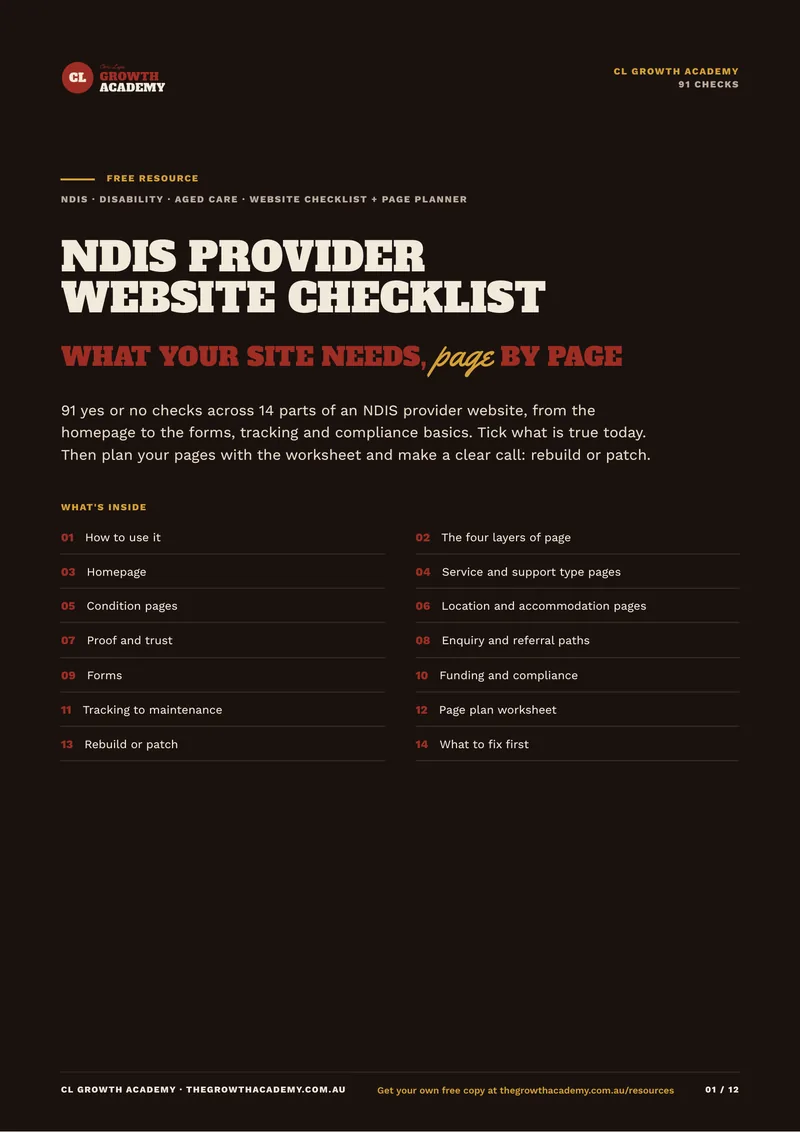 CL
GROWTH
ACADEMY
CL GROWTH ACADEMY
91 CHECKS
FREE RESOURCE
NDIS · DISABILITY · AGED CARE · WEBSITE CHECKLIST + PAGE PLANNER
NDIS PROVIDER
WEBSITE CHECKLIST
WHAT YOUR SITE NEEDS, page BY PAGE
91 yes or no checks across 14 parts of an NDIS provider website, from the
homepage to the forms, tracking and compliance basics. Tick what is true today.
Then plan your pages with the worksheet and make a clear call: rebuild or patch.
WHAT'S INSIDE
01 How to use it
02 The four layers of page
03 Homepage
04 Service and support type pages
05 Condition pages
06 Location and accommodation pages
07 Proof and trust
08 Enquiry and referral paths
09 Forms
10 Funding and compliance
11 Tracking to maintenance
12 Page plan worksheet
13 Rebuild or patch
14 What to fix first
CL GROWTH ACADEMY · THEGROWTHACADEMY.COM.AU
Get your own free copy at thegrowthacademy.com.au/resources
01 / 12